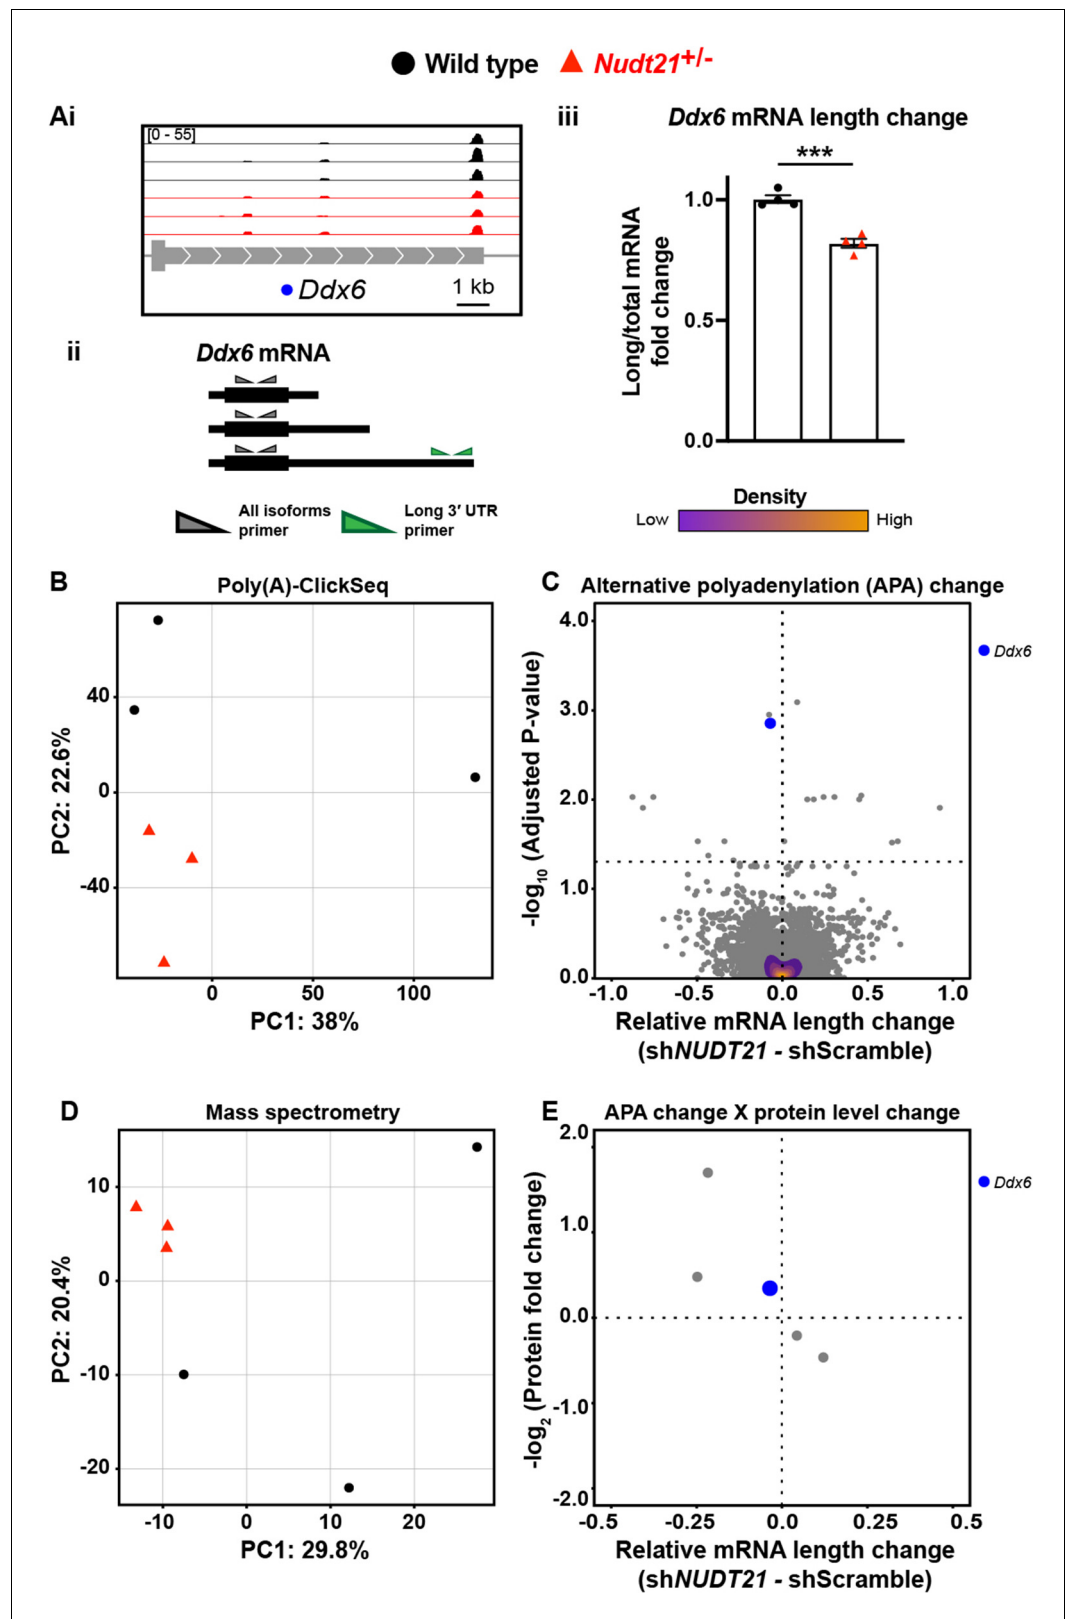 Wild type Nudt21+/-
Ai
[0 - 55]
Ddx6
1 kb
iii
Ddx6 mRNA length change
***
1.0
0.5
0.0
Long/total mRNA
fold change
ii
Ddx6 mRNA
All isoforms
primer
Long 3′ UTR
primer
Density
Low
High
B
Poly(A)-ClickSeq
40
0
-40
PC2: 22.6%
0 50 100
PC1: 38%
C
Alternative polyadenylation (APA) change
4.0
3.0
2.0
1.0
0.0
-log10 (Adjusted P-value)
Ddx6
-1.0 -0.5 0.0 0.5 1.0
Relative mRNA length change
(shNUDT21 - shScramble)
D
Mass spectrometry
10
0
-10
-20
PC2: 20.4%
-10 0 10 20
PC1: 29.8%
E
APA change X protein level change
2.0
1.0
0.0
-1.0
-2.0
-log2 (Protein fold change)
Ddx6
-0.5 -0.25 0.0 0.25 0.5
Relative mRNA length change
(shNUDT21 - shScramble)